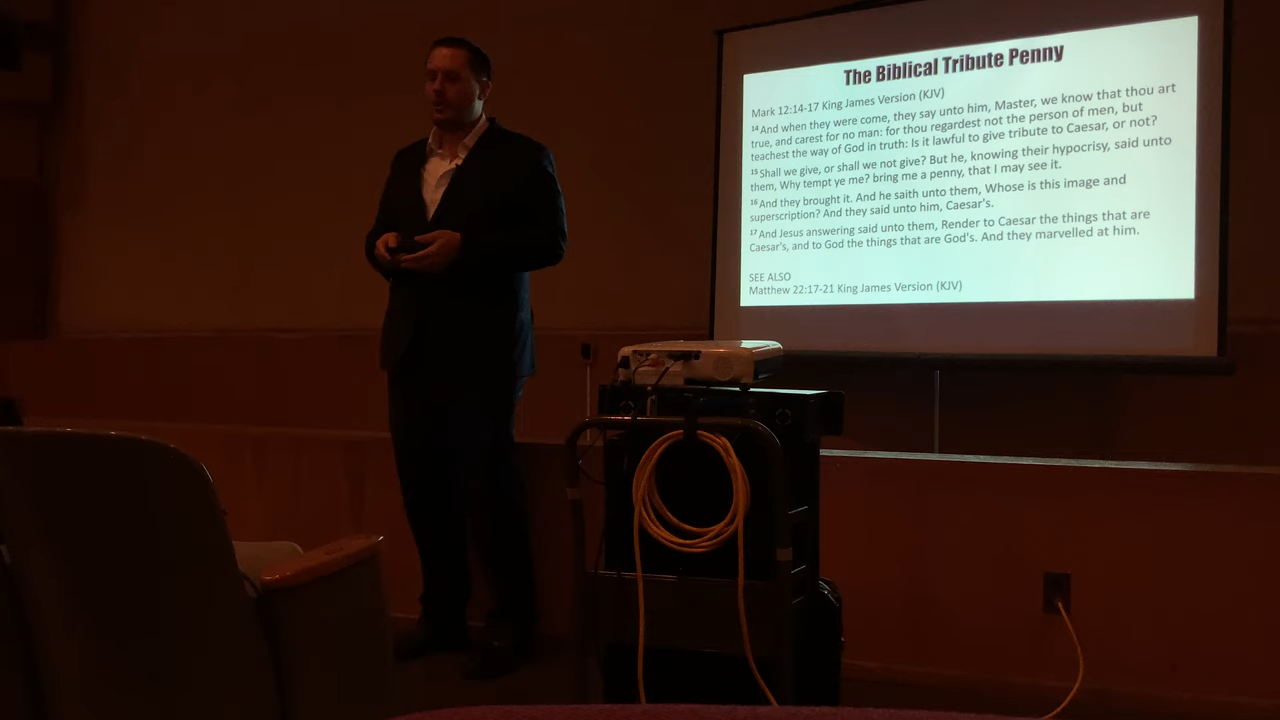 The Biblical Tribute Penny
Mark 12:14-17 King James Version (KJV)
14 And when they were come, they say unto him, Master, we know that thou art
true, and carest for no man: for thou regardest not the person of men, but
teachest the way of God in truth: Is it lawful to give tribute to Caesar, or not?
15 Shall we give, or shall we not give? But he, knowing their hypocrisy, said unto
them, Why tempt ye me? bring me a penny, that I may see it.
16 And they brought it. And he saith unto them, Whose is this image and
superscription? And they said unto him, Caesar's.
17 And Jesus answering said unto them, Render to Caesar the things that are
Caesar's, and to God the things that are God's. And they marvelled at him.
SEE ALSO
Matthew 22:17-21 King James Version (KJV)